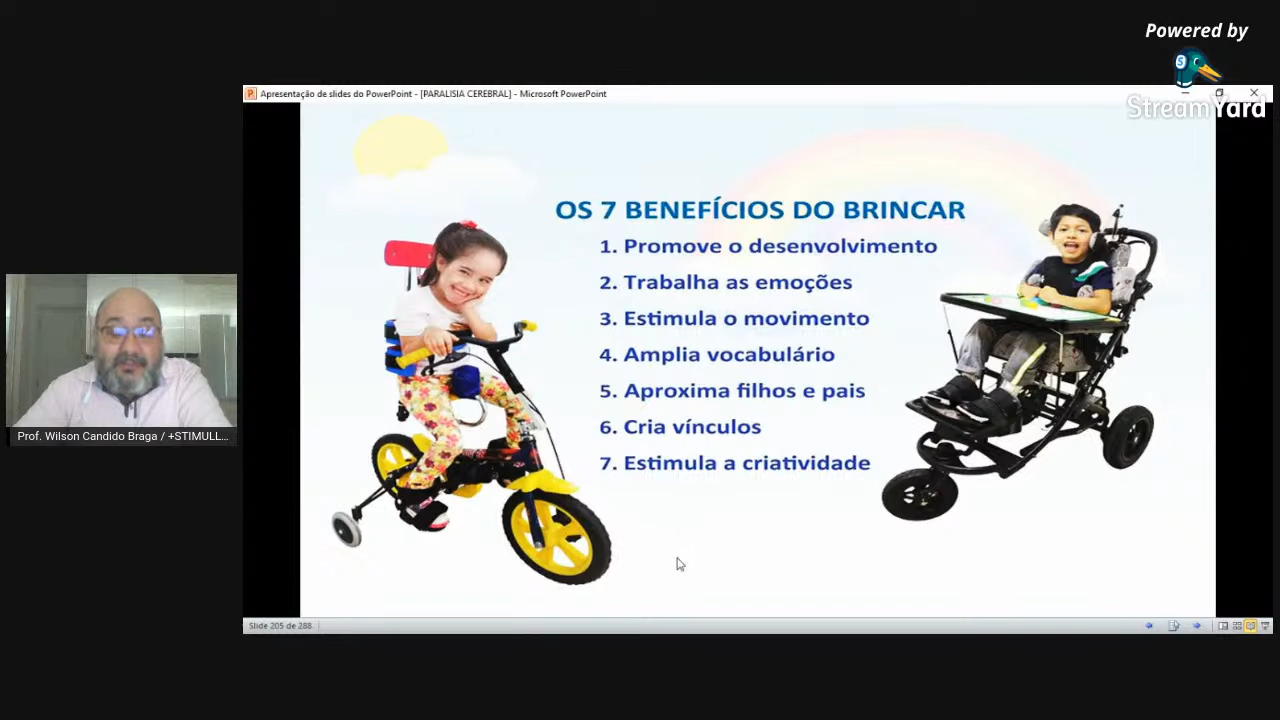 Powered by
StreamYard
Apresentação de slides do PowerPoint - [PARALISIA CEREBRAL] - Microsoft PowerPoint
OS 7 BENEFÍCIOS DO BRINCAR
1. Promove o desenvolvimento
2. Trabalha as emoções
3. Estimula o movimento
4. Amplia vocabulário
5. Aproxima filhos e pais
6. Cria vínculos
7. Estimula a criatividade
Prof. Wilson Candido Braga / +STIMULL...
Slide 205 de 288